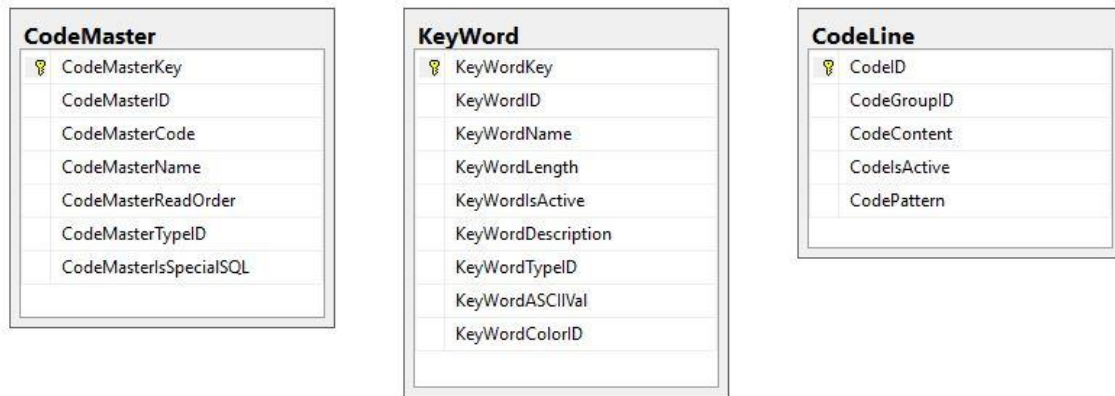 CodeMaster
CodeMasterKey
CodeMasterID
CodeMasterCode
CodeMasterName
CodeMasterReadOrder
CodeMasterTypeID
CodeMasterIsSpecialSQL
KeyWord
KeyWordKey
KeyWordID
KeyWordName
KeyWordLength
KeyWordIsActive
KeyWordDescription
KeyWordTypeID
KeyWordASCIIVal
KeyWordColorID
CodeLine
CodeID
CodeGroupID
CodeContent
CodeIsActive
CodePattern